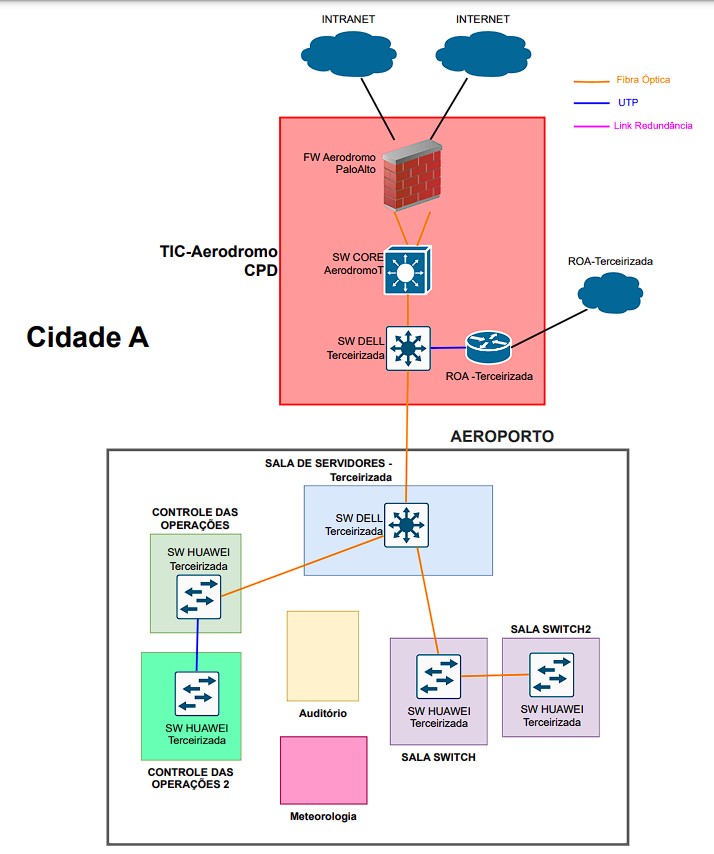 INTRANET
INTERNET
Fibra Óptica
UTP
Link Redundância
FW Aerodromo
PaloAlto
TIC-Aerodromo
CPD
SW CORE
AerodromoT
ROA-Terceirizada
Cidade A
SW DELL
Terceirizada
ROA -Terceirizada
AEROPORTO
SALA DE SERVIDORES -
Terceirizada
CONTROLE DAS
OPERAÇÕES
SW DELL
Terceirizada
SW HUAWEI
Terceirizada
SALA SWITCH2
SW HUAWEI
Terceirizada
SW HUAWEI
Terceirizada
Auditório
SW HUAWEI
Terceirizada
SALA SWITCH
CONTROLE DAS
OPERAÇÕES 2
Meteorologia